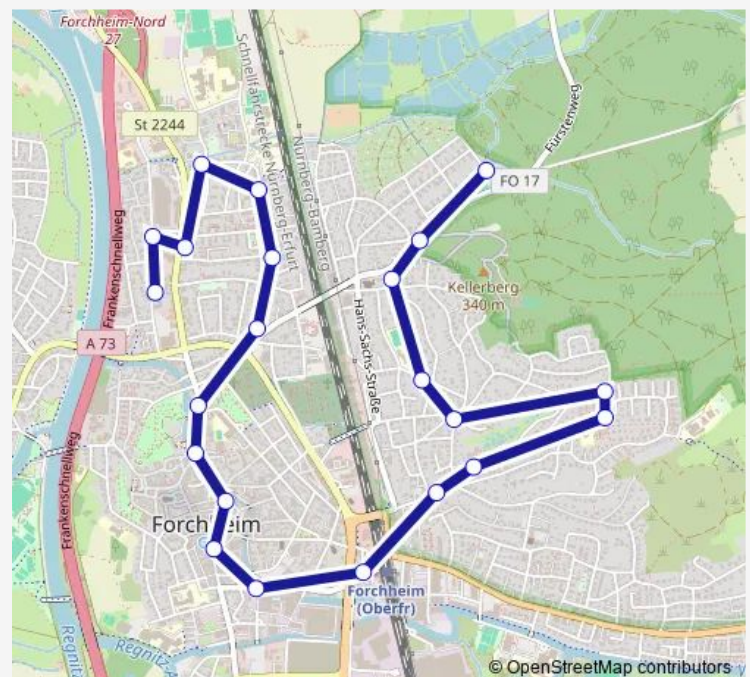 Forchheim-Nord
27
St 2244
Schnellfahrstrecke Nürnberg-Erfurt
Nürnberg-Bamberg
Fürstenweg
FO 17
Frankenschnellweg
Kellerberg
340 m
A 73
Hans-Sachs-Straße
Frankenschnellweg
Forchheim
Forchheim
(Oberfr)
Regnitz
Regnitz-A
© OpenStreetMap contributors